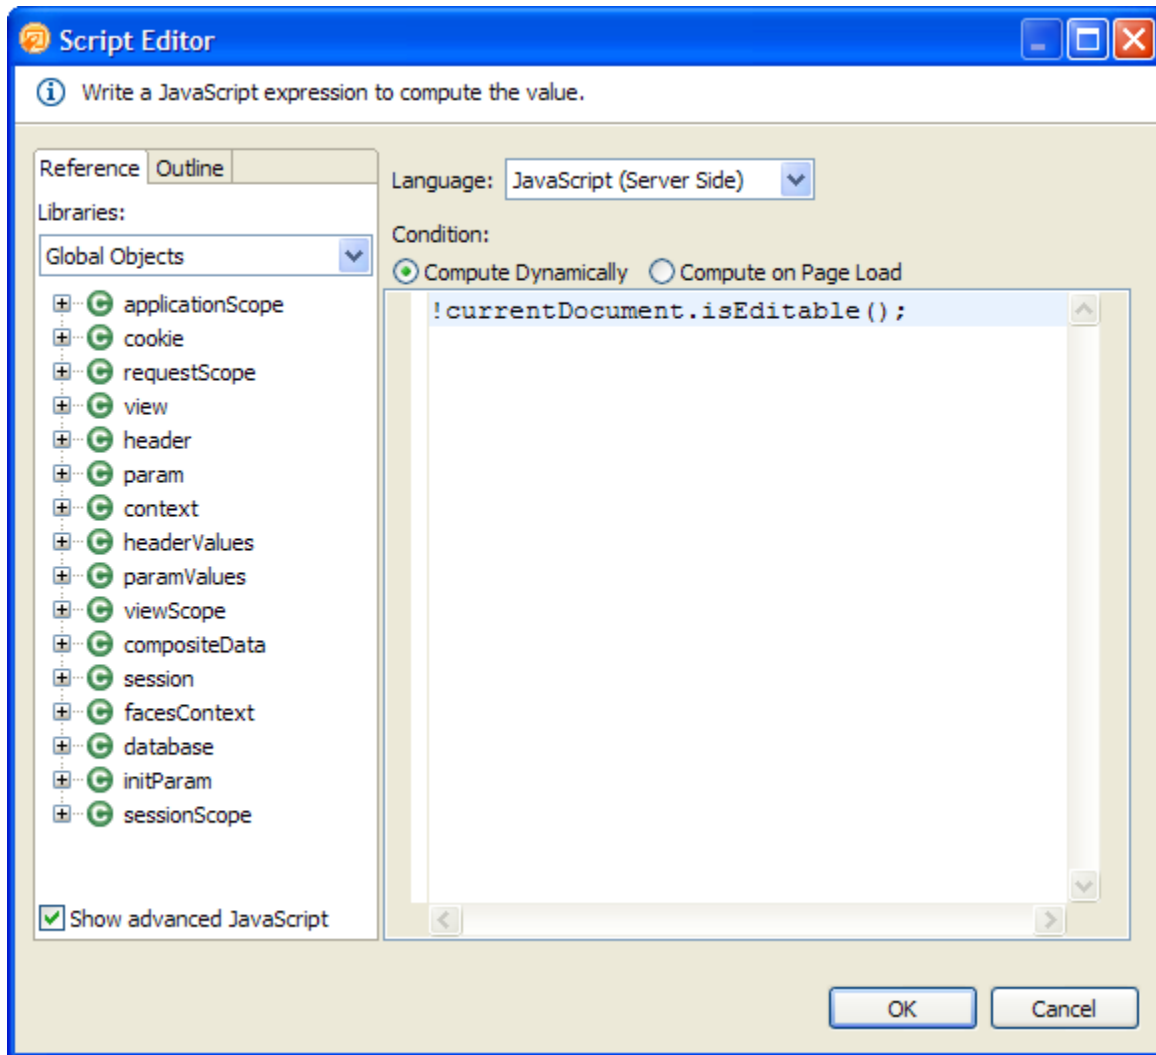 Script Editor
Write a JavaScript expression to compute the value.
Reference Outline
Libraries:
Global Objects
applicationScope
cookie
requestScope
view
header
param
context
headerValues
paramValues
viewScope
compositeData
session
facesContext
database
initParam
sessionScope
Show advanced JavaScript
Language: JavaScript (Server Side)
Condition:
Compute Dynamically Compute on Page Load
!currentDocument.isEditable();
OK Cancel